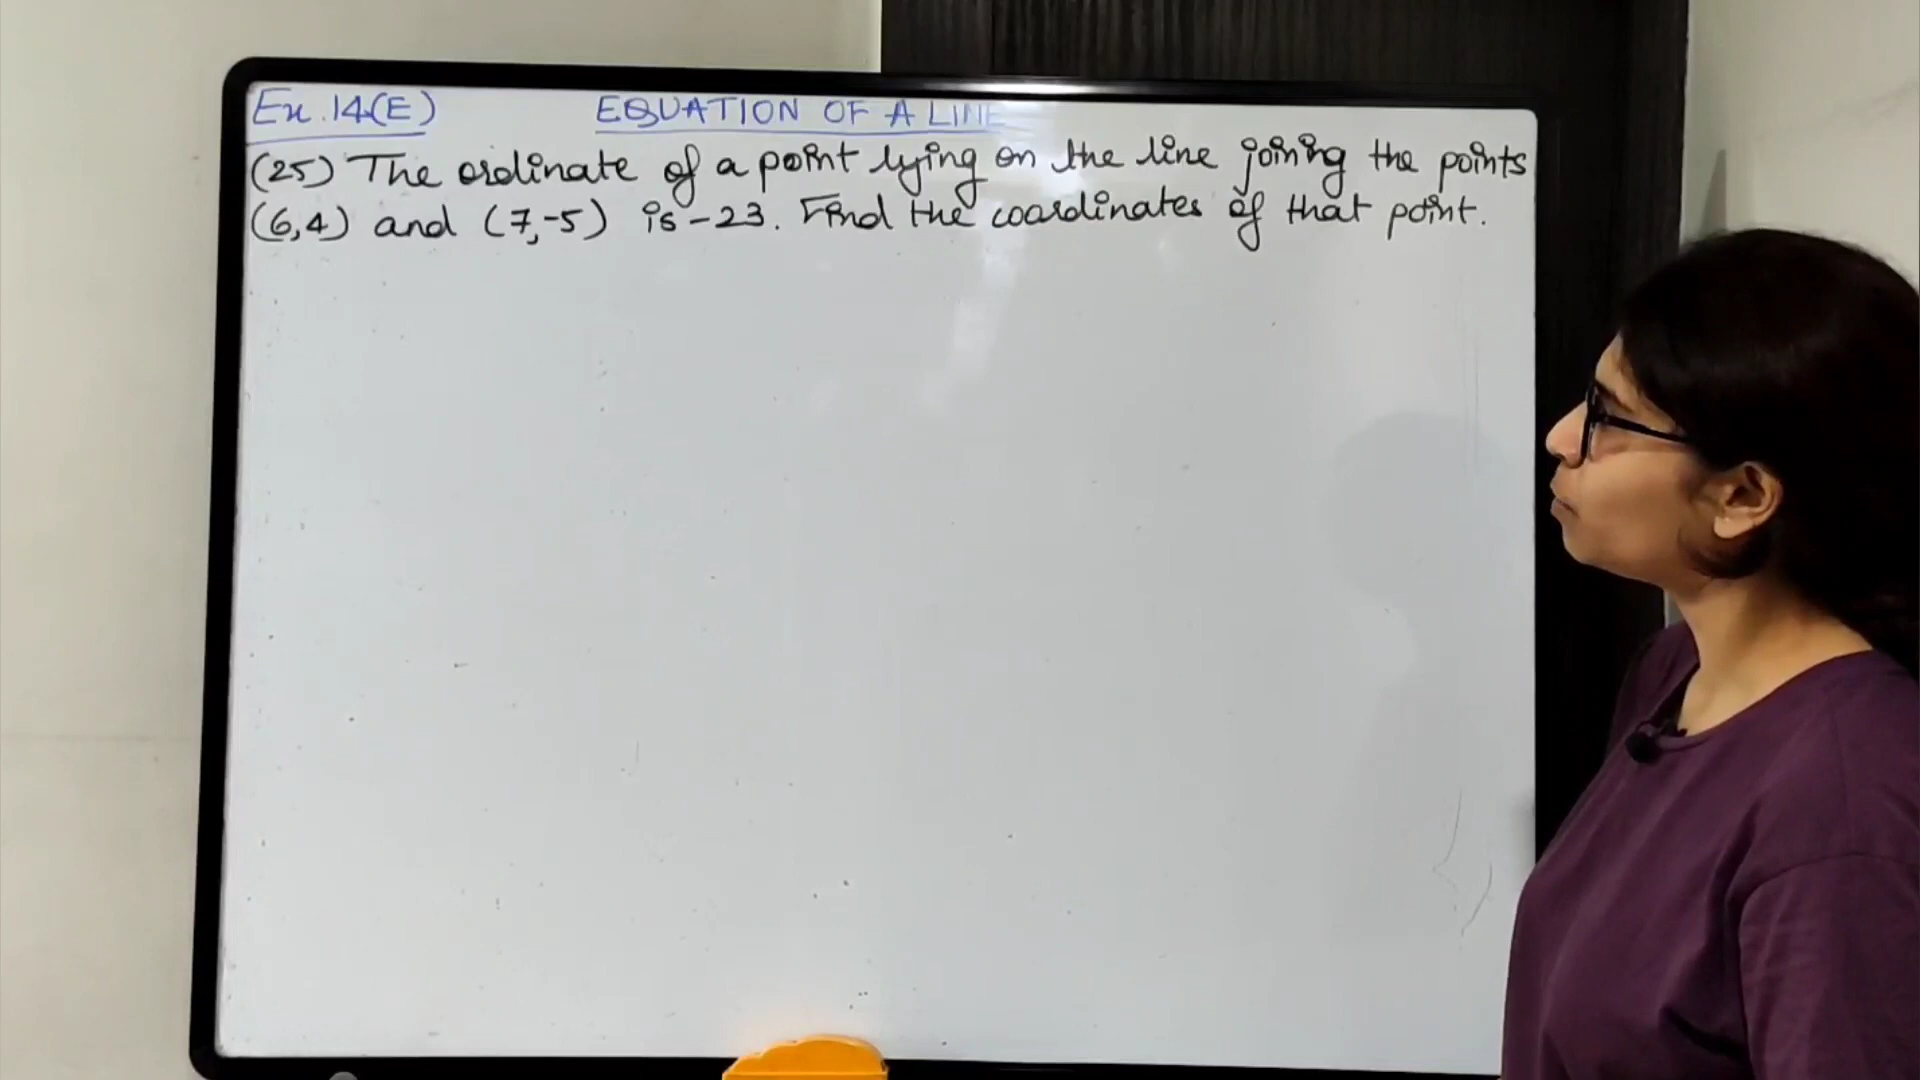 Ex.14(E) EQUATION OF A LINE
(25) The ordinate of a point lying on the line joining the points
(6,4) and (7,-5) is -23. Find the coordinates of that point.